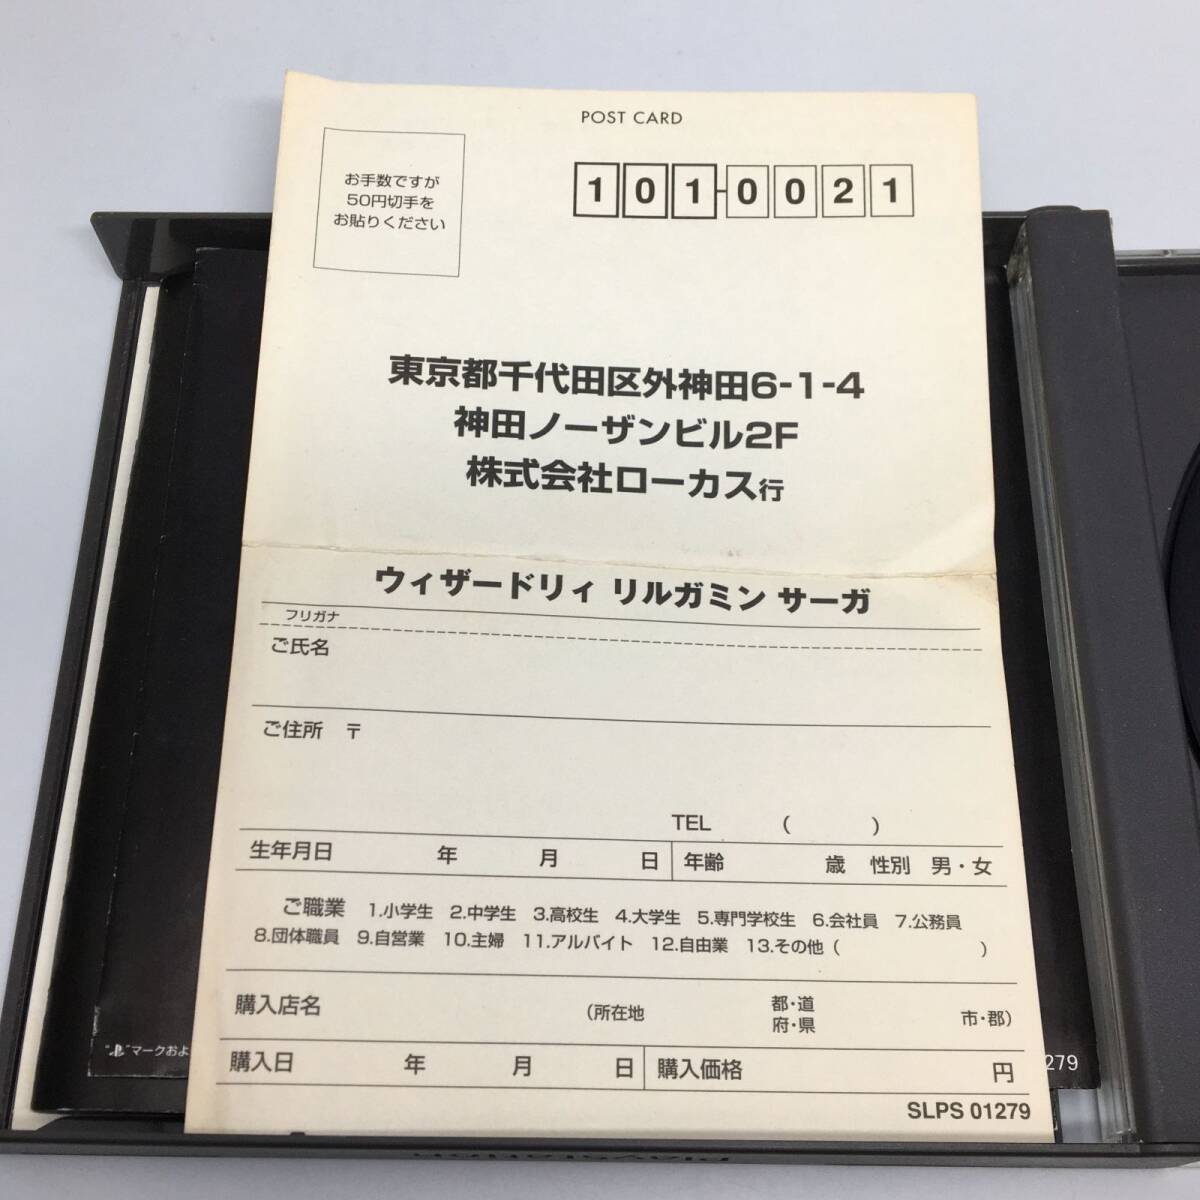 POST CARD
お手数ですが
50円切手を
お貼りください
101-0021
東京都千代田区外神田6-1-4
神田ノーザンビル2F
株式会社ローカス行
ウィザードリィ リルガミン サーガ
フリガナ
ご氏名
ご住所 〒
TEL ( )
生年月日 年 月 日 年齢 歳 性別 男・女
ご職業 1.小学生 2.中学生 3.高校生 4.大学生 5.専門学校生 6.会社員 7.公務員
8.団体職員 9.自営業 10.主婦 11.アルバイト 12.自由業 13.その他 ( )
購入店名 (所在地 都・道 府・県 市・郡)
購入日 年 月 日 購入価格 円
SLPS 01279
"PS"マークおよ
279
PlayStation